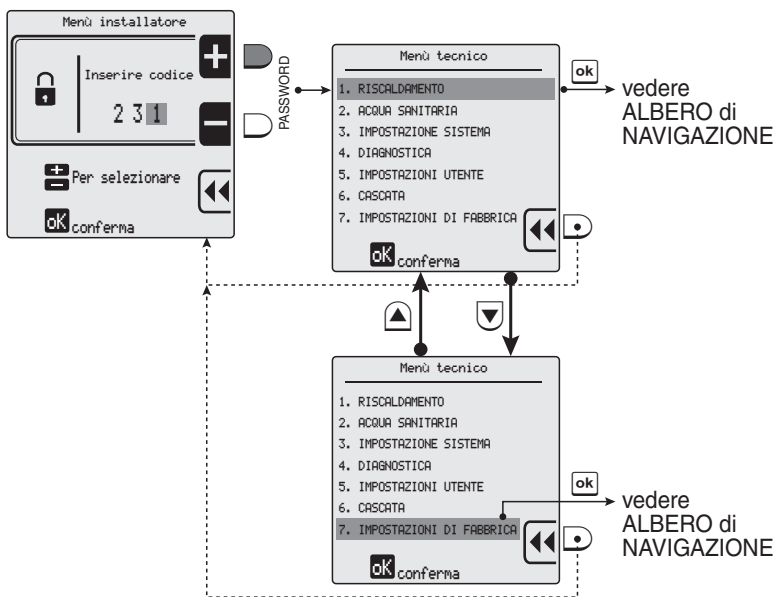 Menù installatore
Inserire codice
2 3 1
Per selezionare
oK conferma
PASSWORD
Menù tecnico
1. RISCALDAMENTO
2. ACQUA SANITARIA
3. IMPOSTAZIONE SISTEMA
4. DIAGNOSTICA
5. IMPOSTAZIONI UTENTE
6. CASCATA
7. IMPOSTAZIONI DI FABBRICA
oK conferma
ok
vedere
ALBERO di
NAVIGAZIONE
Menù tecnico
1. RISCALDAMENTO
2. ACQUA SANITARIA
3. IMPOSTAZIONE SISTEMA
4. DIAGNOSTICA
5. IMPOSTAZIONI UTENTE
6. CASCATA
7. IMPOSTAZIONI DI FABBRICA
oK conferma
ok
vedere
ALBERO di
NAVIGAZIONE